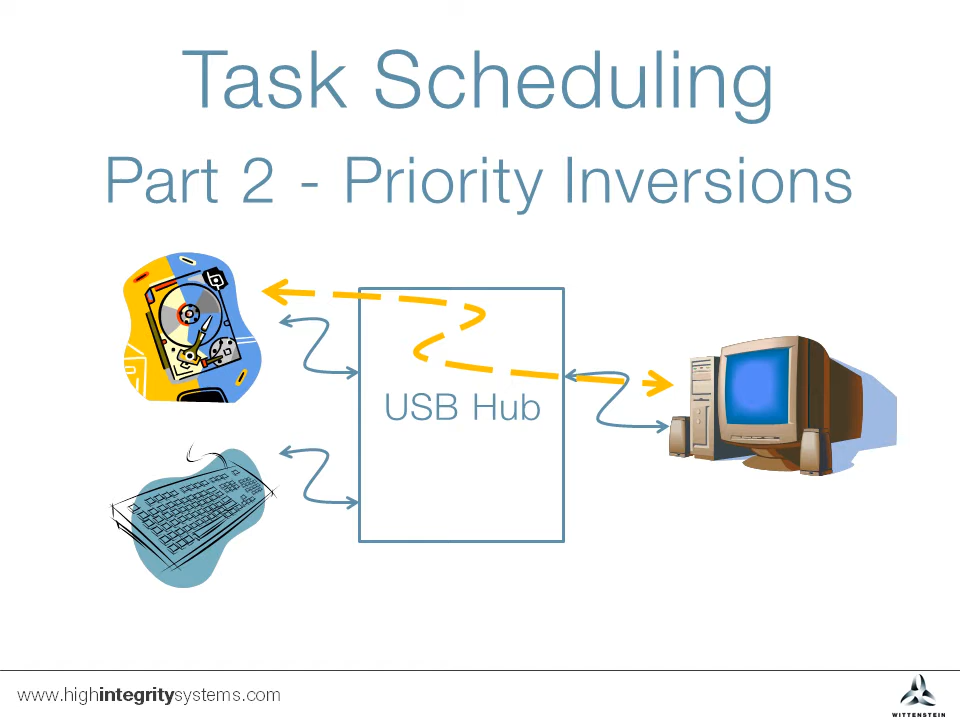 Task Scheduling
Part 2 - Priority Inversions
USB Hub
www.highintegritysystems.com
WITTENSTEIN